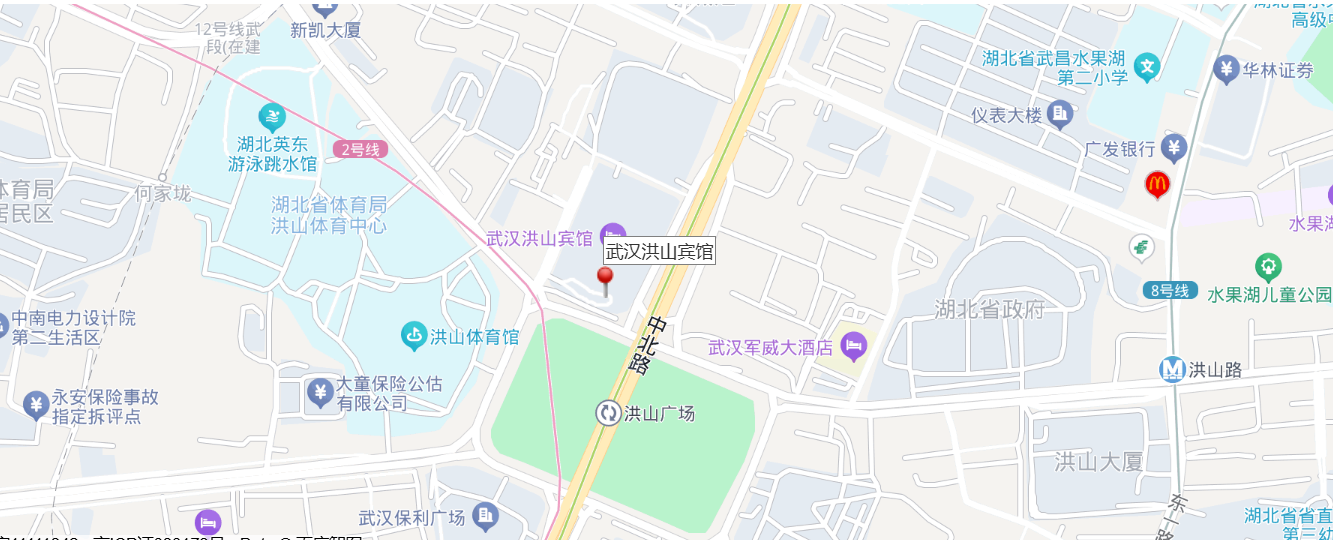 12号线武
段(在建
新凯大厦
湖北英东
游泳跳水馆
2号线
体育局
居民区
何家垅
湖北省体育局
洪山体育中心
武汉洪山宾馆
武汉洪山宾馆
中南电力设计院
第二生活区
洪山体育馆
永安保险事故
指定拆评点
大童保险公估
有限公司
中北路
洪山广场
武汉保利广场
武汉军威大酒店
湖北省政府
湖北省武昌水果湖
第二小学
高级中
华林证券
仪表大楼
广发银行
水果湖
8号线
水果湖儿童公园
洪山路
洪山大厦
东一路
湖北省省直
第三幼